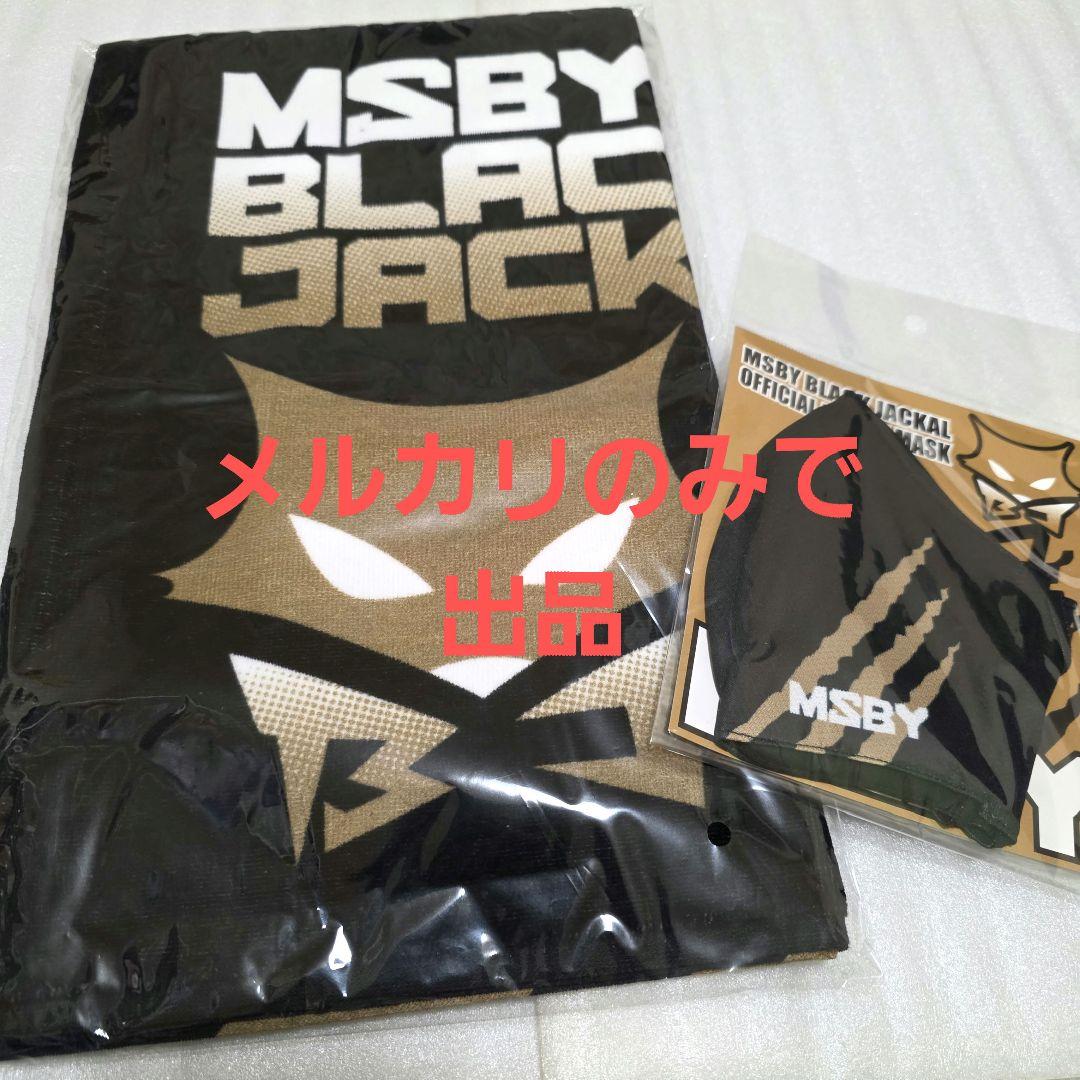 MSBY
BLAC
JACK
メルカリのみで
出品
MSBY BLACK JACKAL
OFFICIAL
MASK
MSBY
B